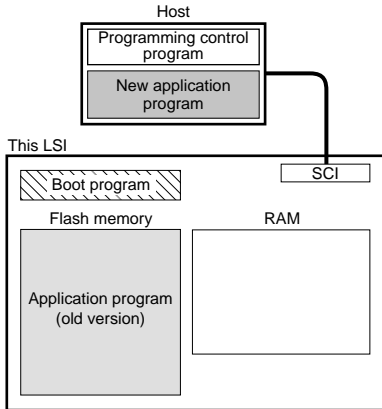 Host
Programming control
program
New application
program
This LSI
SCI
Boot program
Flash memory
RAM
Application program
(old version)